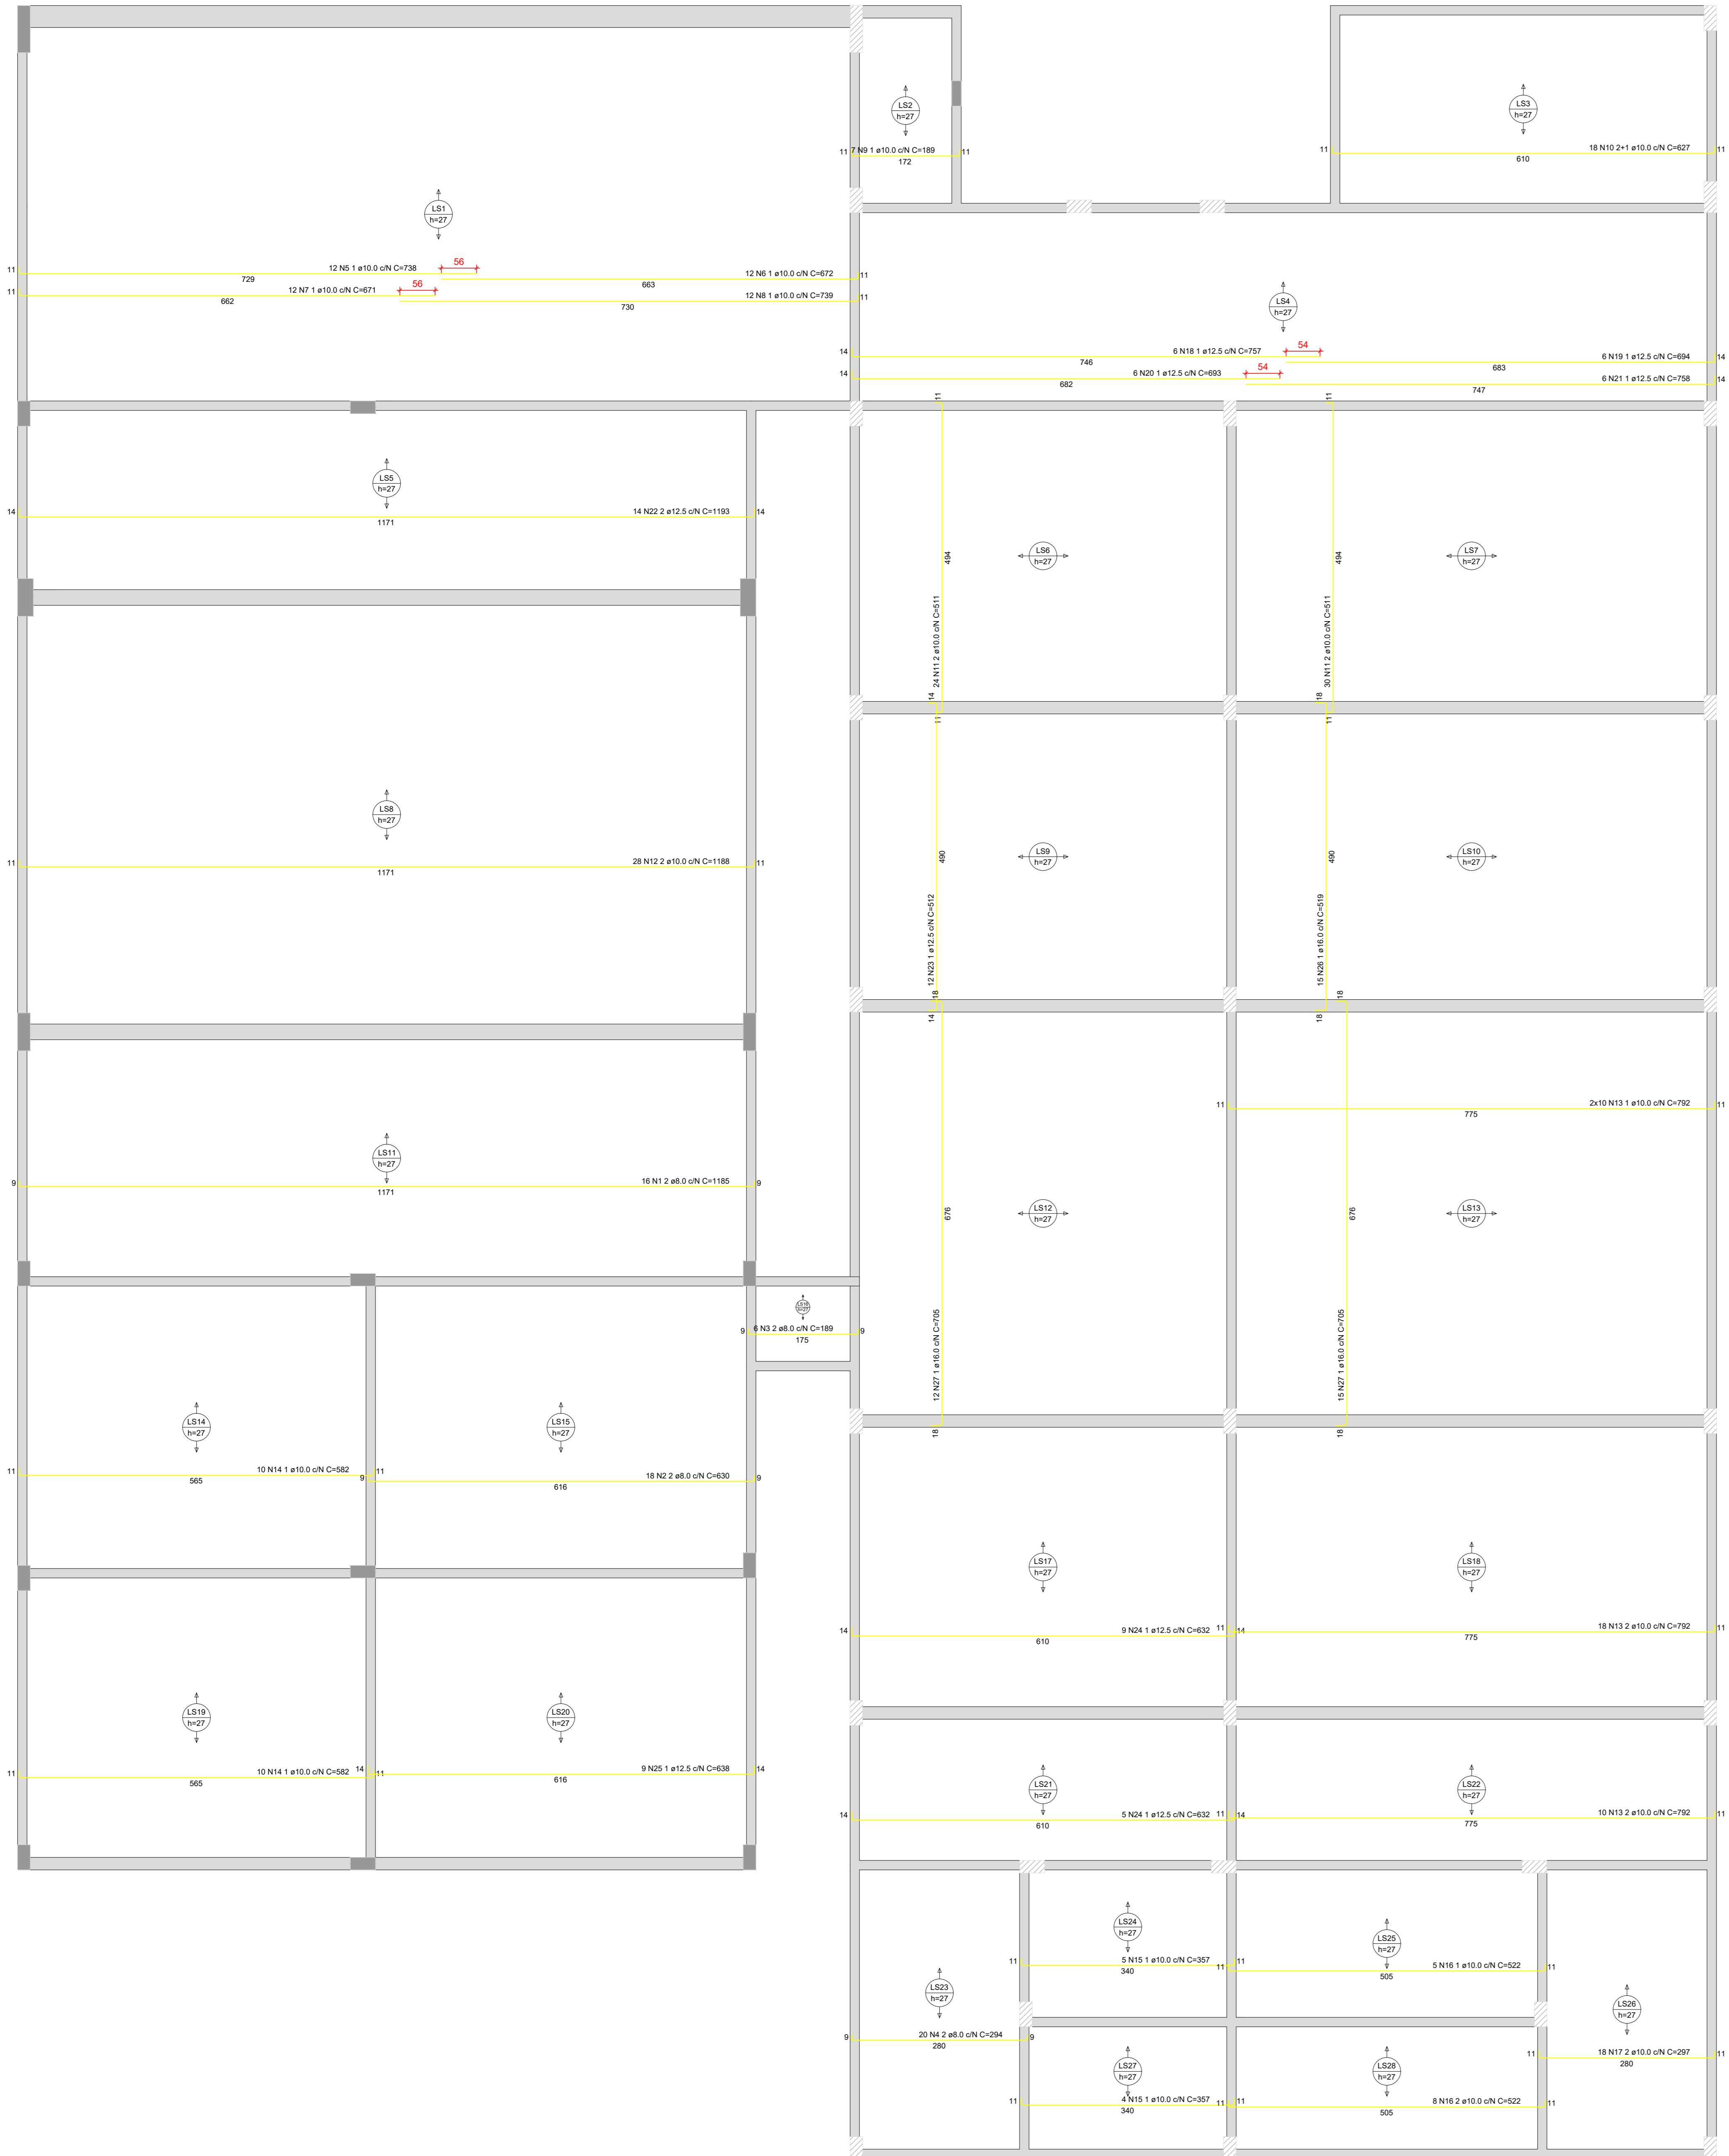 LS2
h=27
LS3
h=27
11 7 N9 1 ø10.0 c/N C=189 11
172
11 18 N10 2+1 ø10.0 c/N C=627 11
610
LS1
h=27
11 12 N5 1 ø10.0 c/N C=738 56
729
12 N6 1 ø10.0 c/N C=672 11
663
11 12 N7 1 ø10.0 c/N C=671 56
662
12 N8 1 ø10.0 c/N C=739 11
730
LS4
h=27
14 6 N18 1 ø12.5 c/N C=757 54
746
6 N19 1 ø12.5 c/N C=694 14
683
14 6 N20 1 ø12.5 c/N C=693 54
682
6 N21 1 ø12.5 c/N C=758 14
747
LS5
h=27
14 14 N22 2 ø12.5 c/N C=1193 14
1171
LS6
h=27
LS7
h=27
11
494
24 N11 2 ø10.0 c/N C=511
11
11
494
30 N11 2 ø10.0 c/N C=511
11
LS8
h=27
11 28 N12 2 ø10.0 c/N C=1188 11
1171
LS9
h=27
LS10
h=27
14
490
12 N23 1 ø12.5 c/N C=512
14
18
490
15 N26 1 ø16.0 c/N C=519
18
LS11
h=27
9 16 N1 2 ø8.0 c/N C=1185 9
1171
11 2x10 N13 1 ø10.0 c/N C=792 11
775
LS12
h=27
LS13
h=27
18
676
12 N27 1 ø16.0 c/N C=705
18
18
676
15 N27 1 ø16.0 c/N C=705
18
LS16
h=27
9 6 N3 2 ø8.0 c/N C=189 9
175
LS14
h=27
LS15
h=27
11 10 N14 1 ø10.0 c/N C=582 11
565
9 18 N2 2 ø8.0 c/N C=630 9
616
LS17
h=27
LS18
h=27
14 9 N24 1 ø12.5 c/N C=632 14
610
11 18 N13 2 ø10.0 c/N C=792 11
775
LS19
h=27
LS20
h=27
11 10 N14 1 ø10.0 c/N C=582 11
565
14 9 N25 1 ø12.5 c/N C=638 14
616
LS21
h=27
LS22
h=27
14 5 N24 1 ø12.5 c/N C=632 14
610
11 10 N13 2 ø10.0 c/N C=792 11
775
LS24
h=27
LS25
h=27
11 5 N15 1 ø10.0 c/N C=357 11
340
11 5 N16 1 ø10.0 c/N C=522 11
505
LS23
h=27
LS26
h=27
9 20 N4 2 ø8.0 c/N C=294 9
280
11 18 N17 2 ø10.0 c/N C=297 11
280
LS27
h=27
LS28
h=27
11 4 N15 1 ø10.0 c/N C=357 11
340
11 8 N16 2 ø10.0 c/N C=522 11
505